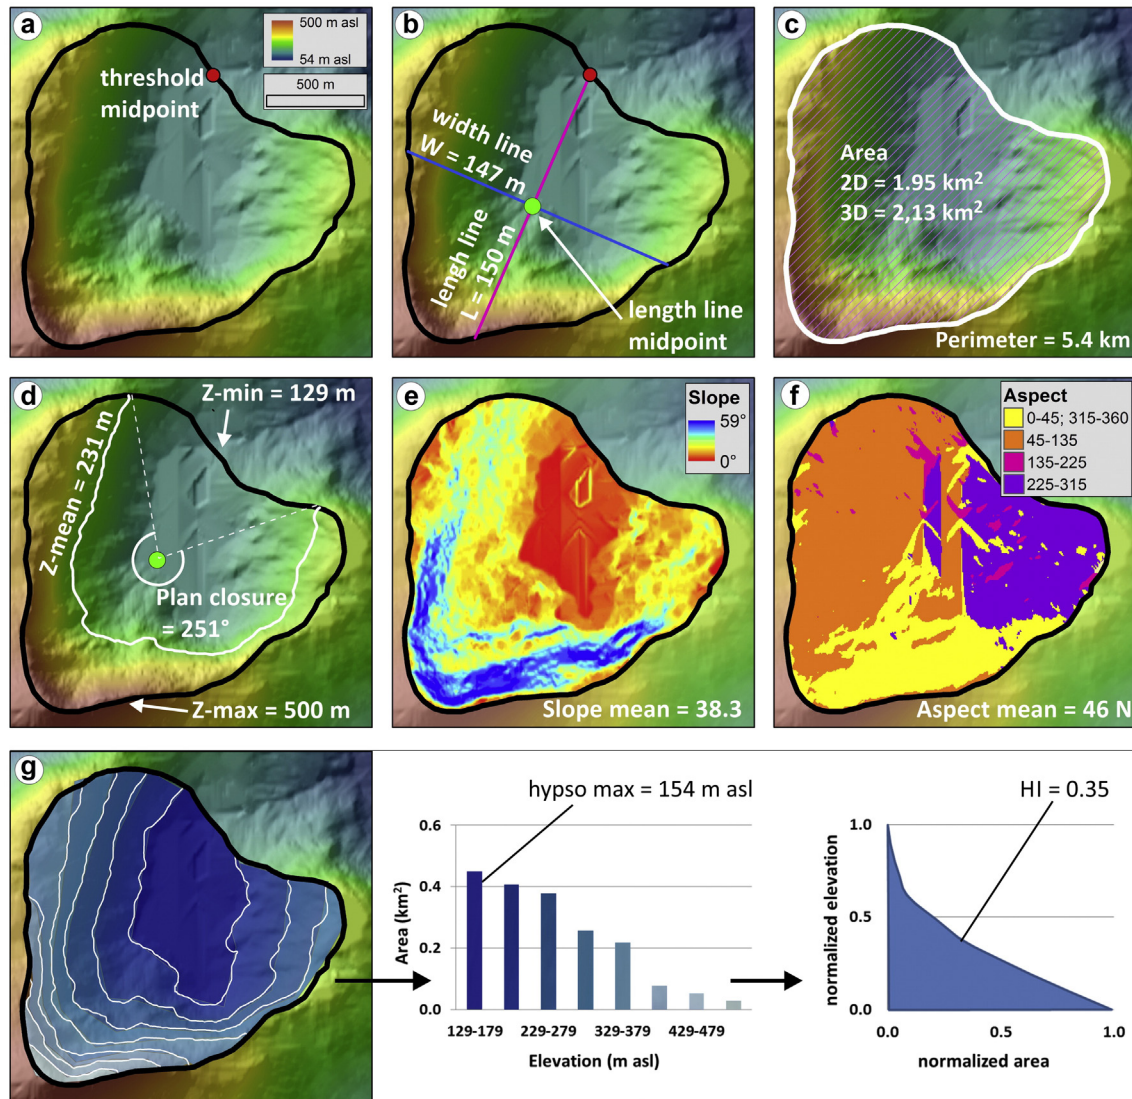 a
500 m asl
54 m asl
500 m
threshold
midpoint
b
width line
W = 147 m
lengh line
L = 150 m
length line
midpoint
c
Area
2D = 1.95 km²
3D = 2,13 km²
Perimeter = 5.4 km
d
Z-min = 129 m
Z-mean = 231 m
Plan closure
= 251°
Z-max = 500 m
e
Slope
59°
0°
Slope mean = 38.3
f
Aspect
0-45; 315-360
45-135
135-225
225-315
Aspect mean = 46 N
g
hypso max = 154 m asl
0.6
0.4
0.2
0.0
Area (km²)
129-179 229-279 329-379 429-479
Elevation (m asl)
HI = 0.35
1.0
0.5
0.0
normalized elevation
0.0 0.5 1.0
normalized area